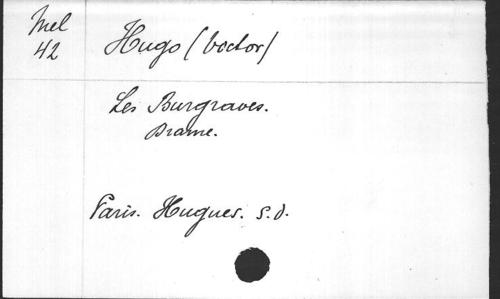 Mel
42
Hugo (Victor)
Les Burgraves.
Drame.
Paris. Hugues. s.d.